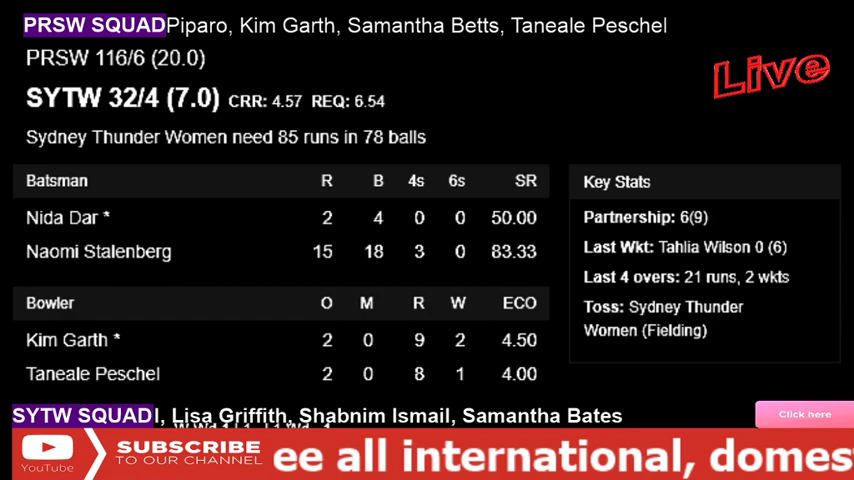 PRSW SQUAD Piparo, Kim Garth, Samantha Betts, Taneale Peschel
PRSW 116/6 (20.0)
Live
SYTW 32/4 (7.0) CRR: 4.57 REQ: 6.54
Sydney Thunder Women need 85 runs in 78 balls
Batsman R B 4s 6s SR
Nida Dar * 2 4 0 0 50.00
Naomi Stalenberg 15 18 3 0 83.33
Bowler O M R W ECO
Kim Garth * 2 0 9 2 4.50
Taneale Peschel 2 0 8 1 4.00
Key Stats
Partnership: 6(9)
Last Wkt: Tahlia Wilson 0 (6)
Last 4 overs: 21 runs, 2 wkts
Toss: Sydney Thunder
Women (Fielding)
SYTW SQUAD l, Lisa Griffith, Shabnim Ismail, Samantha Bates
Click here
YouTube
SUBSCRIBE
TO OUR CHANNEL
ee all international, domes